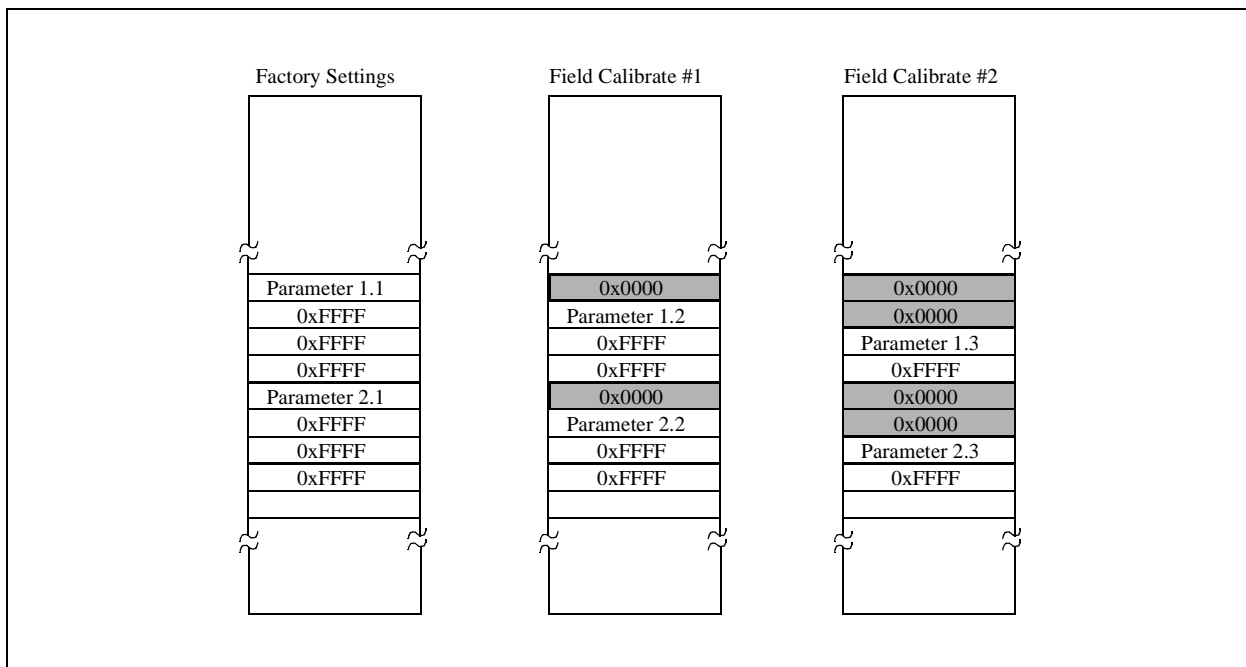 Factory Settings
Field Calibrate #1
Field Calibrate #2
Parameter 1.1
0xFFFF
0xFFFF
0xFFFF
Parameter 2.1
0xFFFF
0xFFFF
0xFFFF
0x0000
Parameter 1.2
0xFFFF
0xFFFF
0x0000
Parameter 2.2
0xFFFF
0xFFFF
0x0000
0x0000
Parameter 1.3
0xFFFF
0x0000
0x0000
Parameter 2.3
0xFFFF